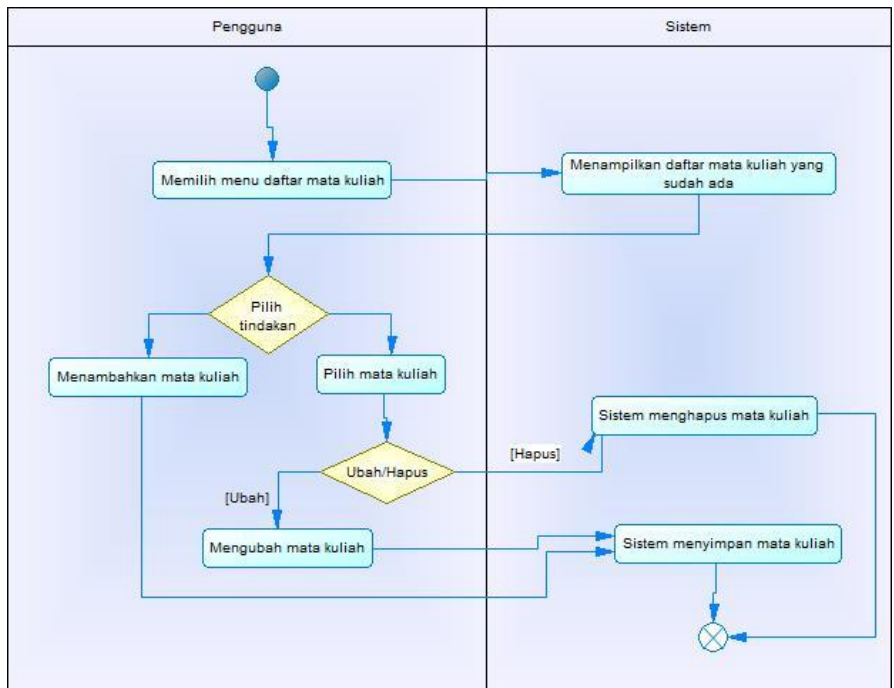 Pengguna
Sistem
Memilih menu daftar mata kuliah
Menampilkan daftar mata kuliah yang
sudah ada
Pilih
tindakan
Menambahkan mata kuliah
Pilih mata kuliah
Sistem menghapus mata kuliah
[Hapus]
Ubah/Hapus
[Ubah]
Mengubah mata kuliah
Sistem menyimpan mata kuliah